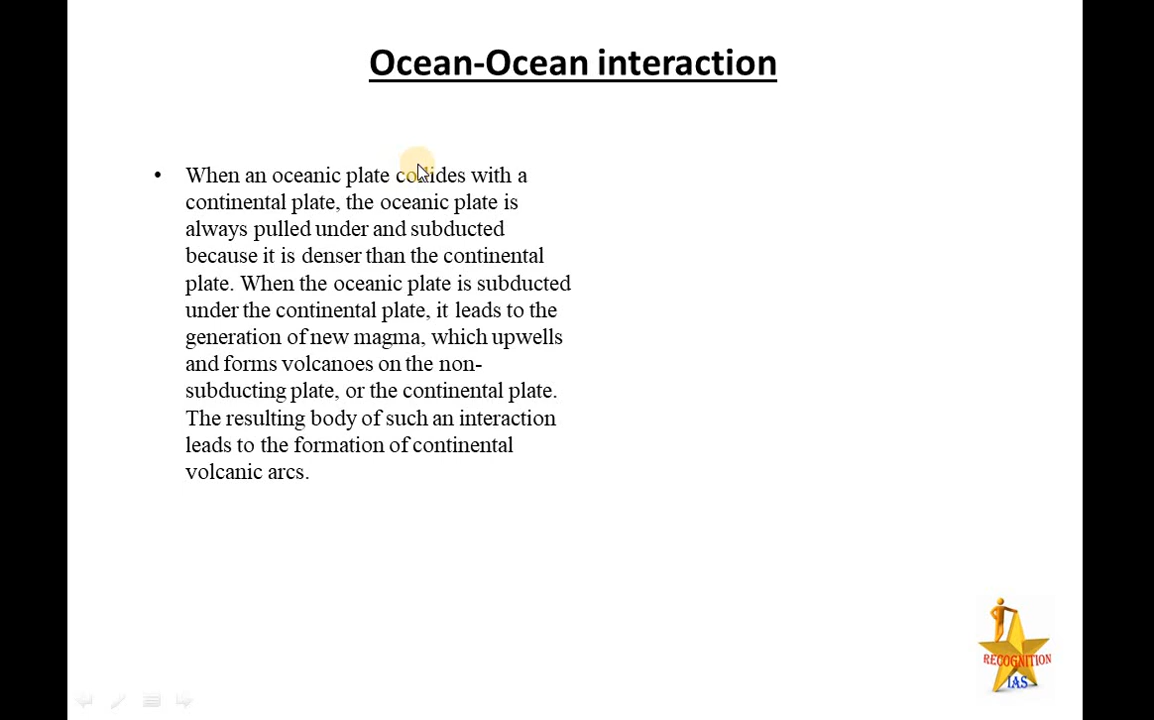 Ocean-Ocean interaction
• When an oceanic plate collides with a
continental plate, the oceanic plate is
always pulled under and subducted
because it is denser than the continental
plate. When the oceanic plate is subducted
under the continental plate, it leads to the
generation of new magma, which upwells
and forms volcanoes on the non-
subducting plate, or the continental plate.
The resulting body of such an interaction
leads to the formation of continental
volcanic arcs.
RECOGNITION
IAS